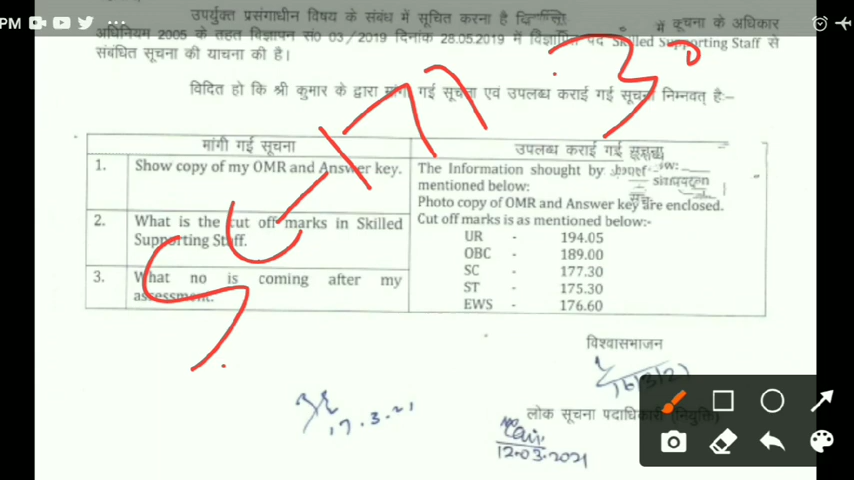 PM
उपर्युक्त प्रसंगाधीन विषय के संबंध में सूचित करना है कि में सूचना के अधिकार
अधिनियम 2005 के तहत विज्ञापन सं0 03/2019 दिनांक 28.05.2019 में विज्ञापित पद Skilled Supporting Staff से
संबंधित सूचना की याचना की है।
विदित हो कि श्री कुमार के द्वारा मांगी गई सूचना एवं उपलब्ध कराई गई सूचना निम्नवत् है:-
मांगी गई सूचना
1. Show copy of my OMR and Answer key.
2. What is the cut off marks in Skilled
Supporting Staff.
3. What no is coming after my
assessment.
उपलब्ध कराई गई सूचना
The Information shought by
mentioned below:
Photo copy of OMR and Answer key are enclosed.
Cut off marks is as mentioned below:-
UR - 194.05
OBC - 189.00
SC - 177.30
ST - 175.30
EWS - 176.60
SC-177.30
विश्वासभाजन
लोक सूचना पदाधिकारी (नियुक्ति)
17.3.21
12.03.2021